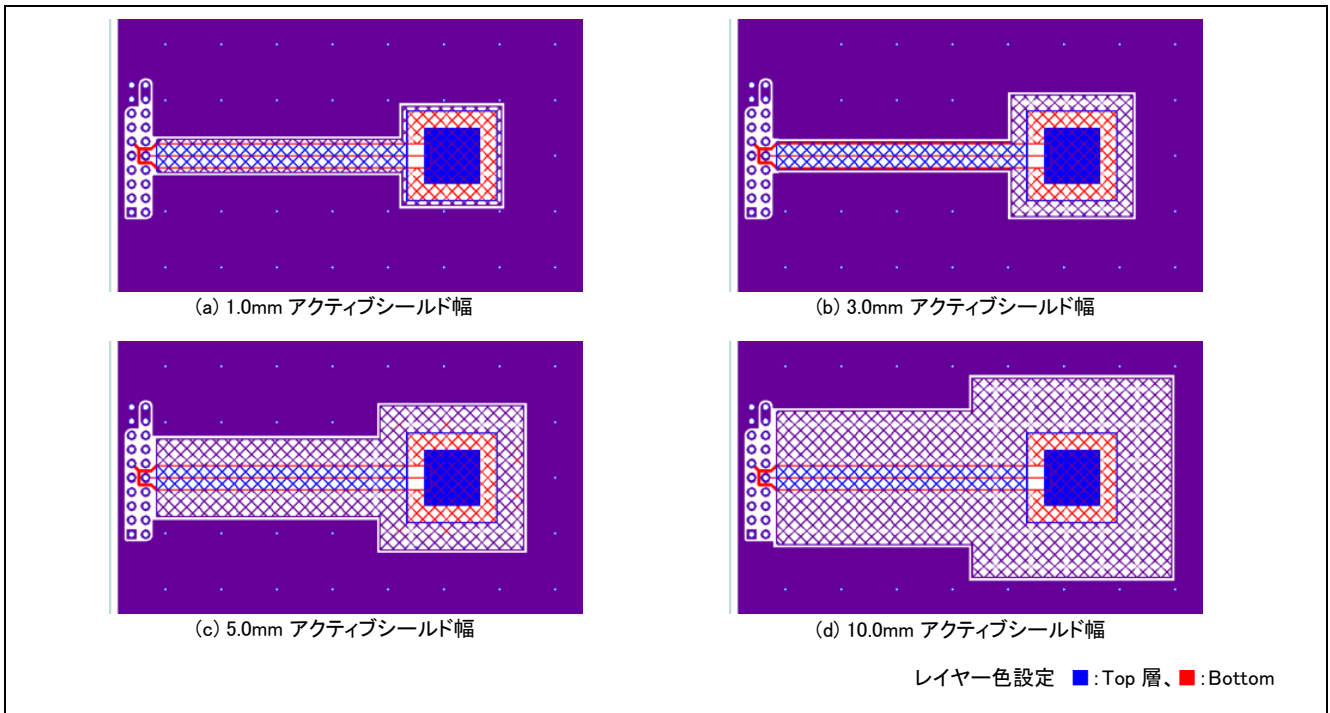 (a) 1.0mm アクティブシールド幅
(b) 3.0mm アクティブシールド幅
(c) 5.0mm アクティブシールド幅
(d) 10.0mm アクティブシールド幅
レイヤー色設定 ■:Top 層、■:Bottom